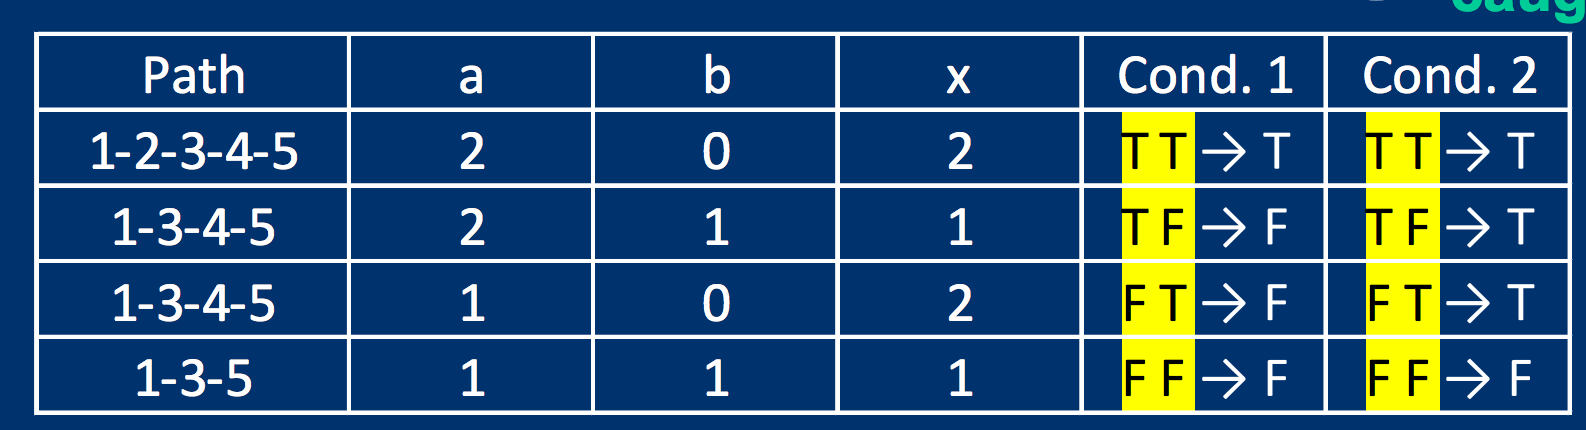 Path a b x Cond. 1 Cond. 2
1-2-3-4-5 2 0 2 T T → T T T → T
1-3-4-5 2 1 1 T F → F T F → T
1-3-4-5 1 0 2 F T → F F T → T
1-3-5 1 1 1 F F → F F F → F